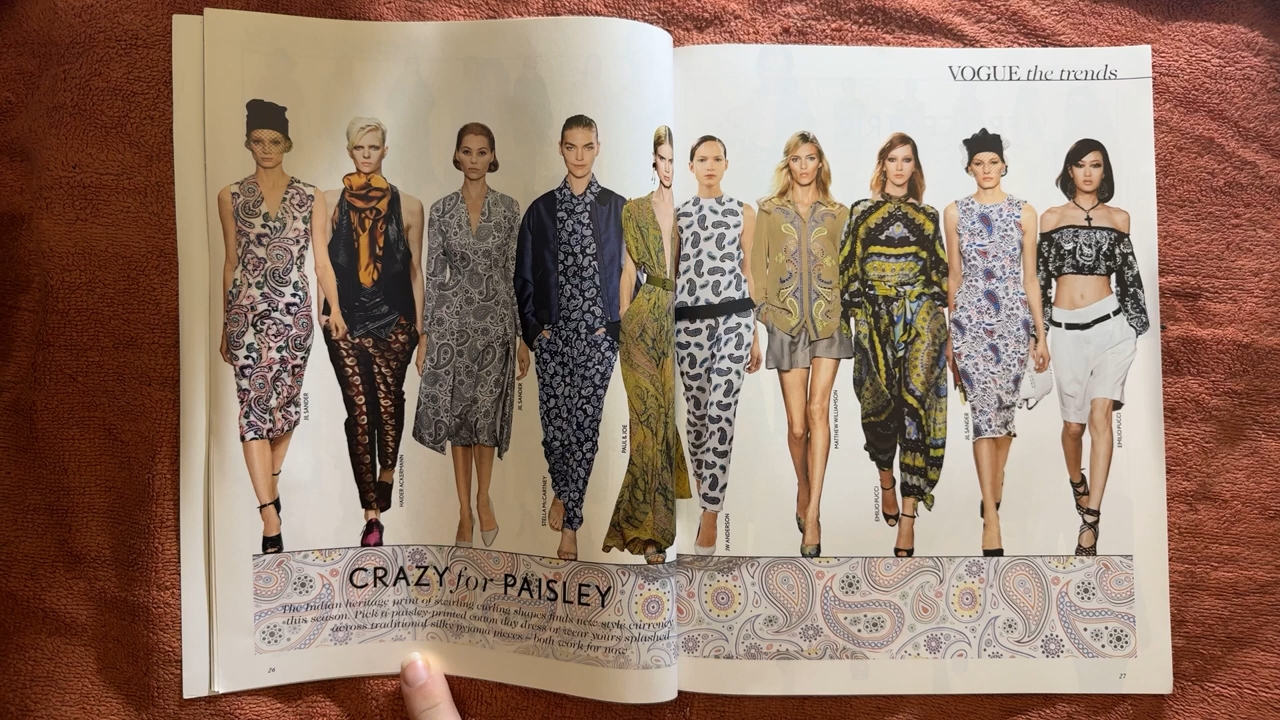 VOGUE the trends
JIL SANDER
HAIDER ACKERMANN
JIL SANDER
STELLA McCARTNEY
PAUL & JOE
JW ANDERSON
MATTHEW WILLIAMSON
EMILIO PUCCI
JIL SANDER
EMILIO PUCCI
CRAZY for PAISLEY
The Indian heritage print of swirling curling shapes finds new style currency
this season. Pick a paisley-printed cotton day dress or wear yours splashed
across traditional silky pyjama pieces – both work for now
26
27